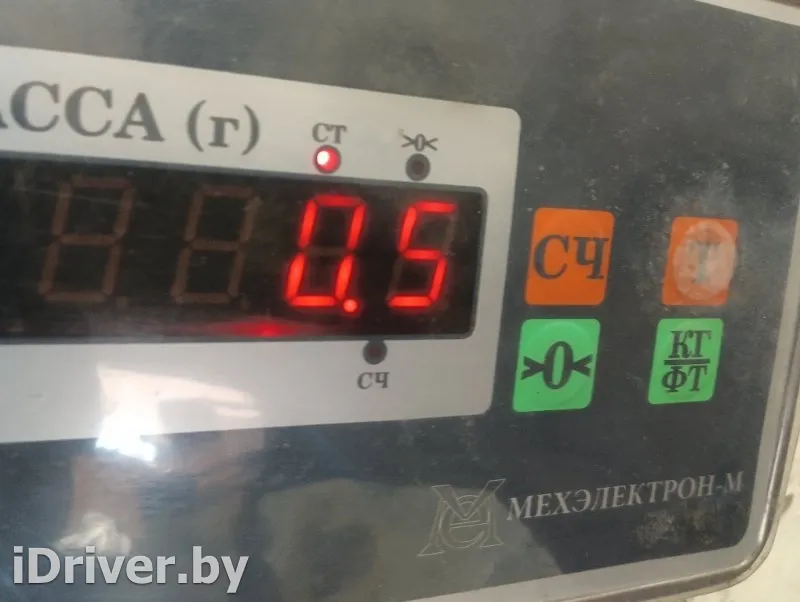 АССА (г)
СТ >0<
0.5
СЧ Т
>0< КГ
ФТ
СЧ
МЕХЭЛЕКТРОН-М
iDriver.by